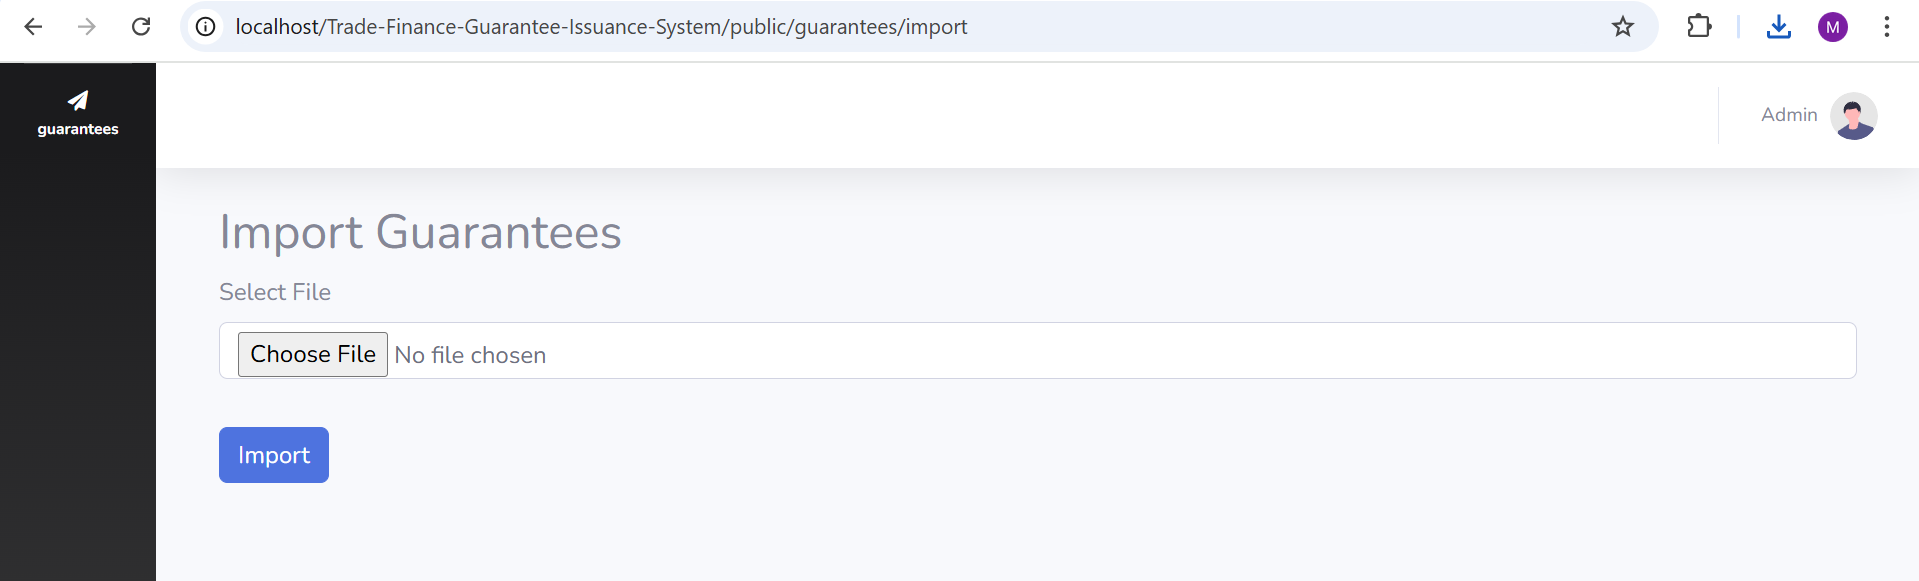 localhost/Trade-Finance-Guarantee-Issuance-System/public/guarantees/import
M
guarantees
Admin
Import Guarantees
Select File
Choose File No file chosen
Import